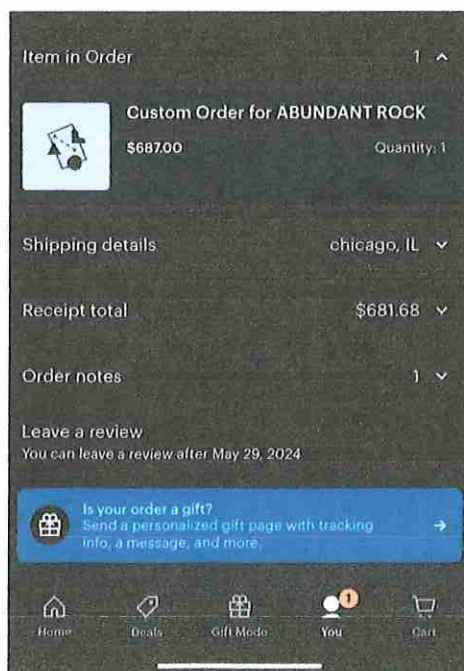 Item in Order 1
Custom Order for ABUNDANT ROCK
$687.00 Quantity: 1
Shipping details chicago, IL
Receipt total $681.68
Order notes 1
Leave a review
You can leave a review after May 29, 2024
Is your order a gift?
Send a personalized gift page with tracking
info, a message, and more.
1
Home Deals Gift Mode You Cart